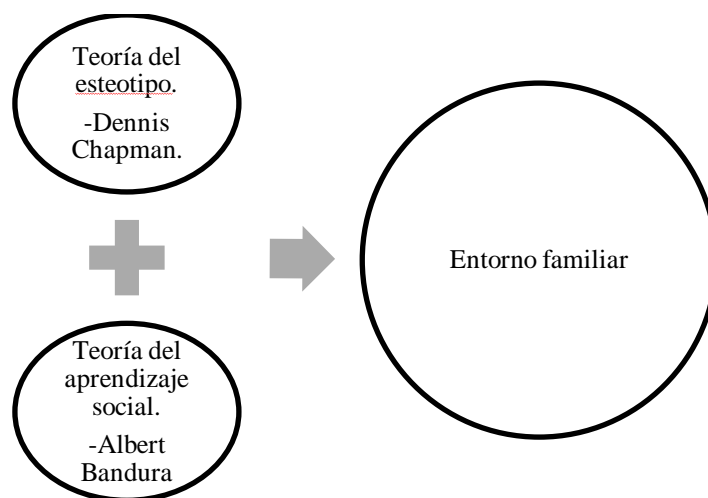 Teoría del
esteotipo.
-Dennis
Chapman.
Entorno familiar
Teoría del
aprendizaje
social.
-Albert
Bandura